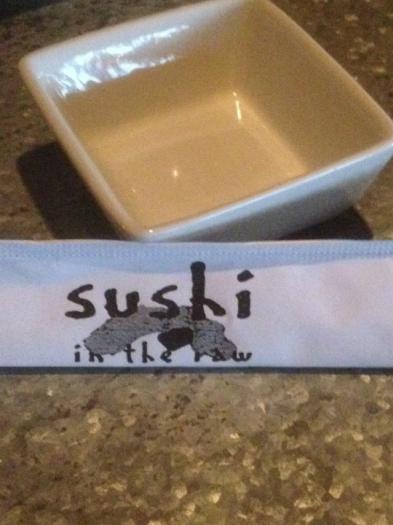 sushi
in the raw